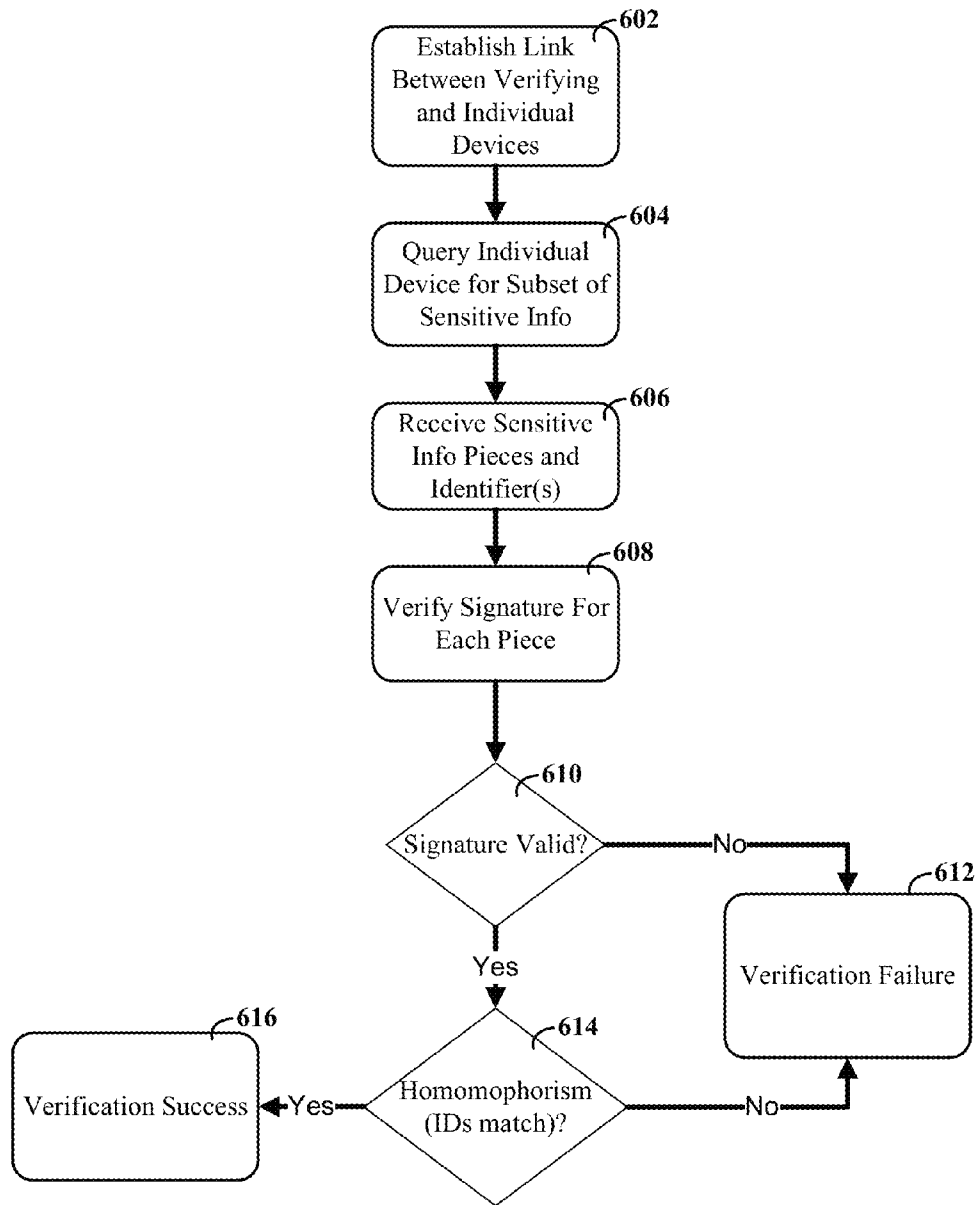 602
Establish Link
Between Verifying
and Individual
Devices
604
Query Individual
Device for Subset of
Sensitive Info
606
Receive Sensitive
Info Pieces and
Identifier(s)
608
Verify Signature For
Each Piece
610
Signature Valid?
No
612
Verification Failure
Yes
614
Homomophorism
(IDs match)?
No
Yes
616
Verification Success